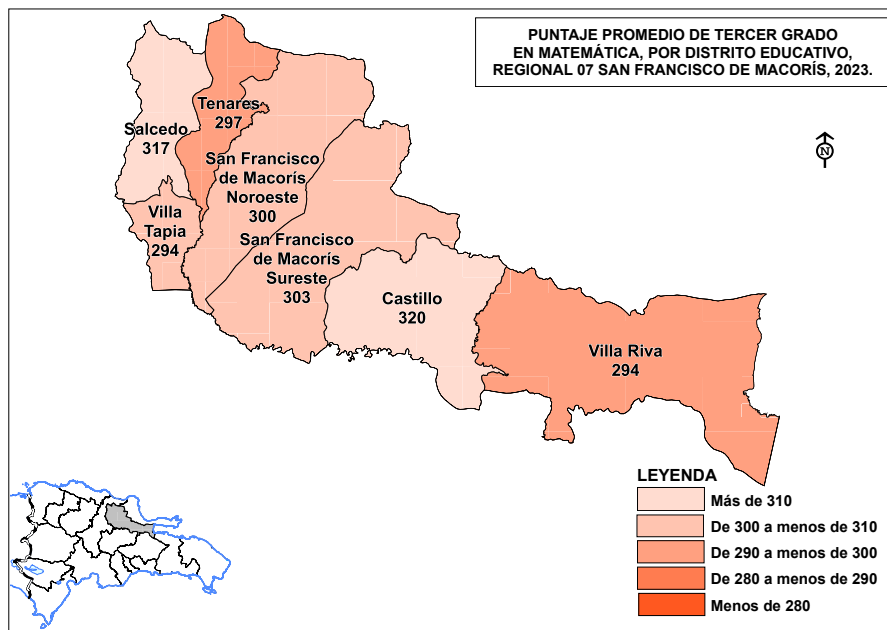 PUNTAJE PROMEDIO DE TERCER GRADO
EN MATEMÁTICA, POR DISTRITO EDUCATIVO,
REGIONAL 07 SAN FRANCISCO DE MACORÍS, 2023.
N
Tenares
297
Salcedo
317
San Francisco
de Macorís
Noroeste
300
Villa
Tapia
294
San Francisco
de Macorís
Sureste
303
Castillo
320
Villa Riva
294
LEYENDA
Más de 310
De 300 a menos de 310
De 290 a menos de 300
De 280 a menos de 290
Menos de 280